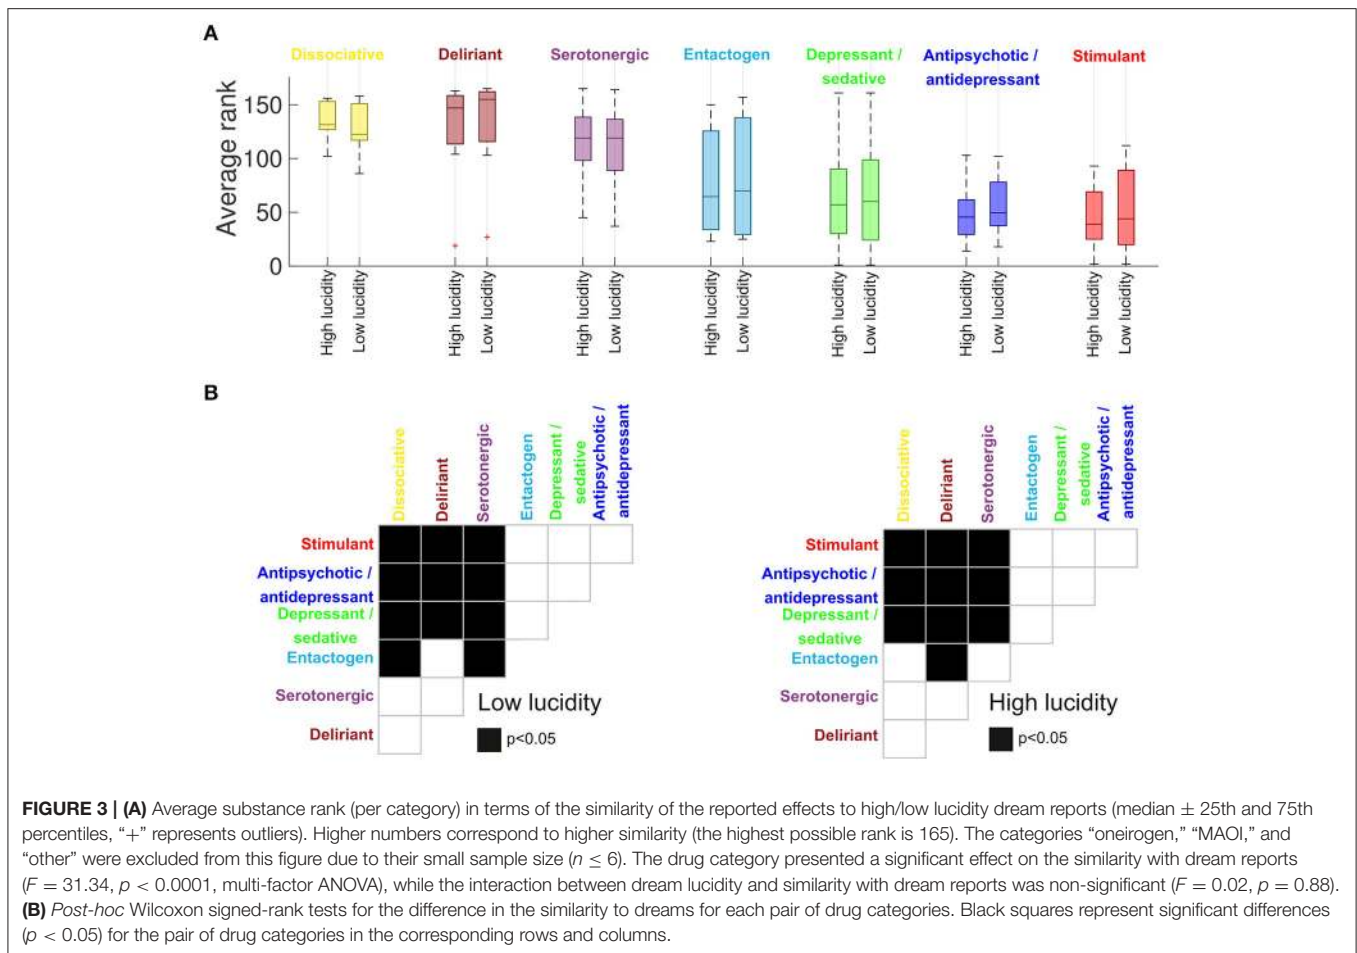 A
Dissociative
Deliriant
Serotonergic
Entactogen
Depressant /
sedative
Antipsychotic /
antidepressant
Stimulant
Average rank
150
100
50
0
High lucidity
Low lucidity
High lucidity
Low lucidity
High lucidity
Low lucidity
High lucidity
Low lucidity
High lucidity
Low lucidity
High lucidity
Low lucidity
High lucidity
Low lucidity
B
Dissociative
Deliriant
Serotonergic
Entactogen
Depressant /
sedative
Antipsychotic /
antidepressant
Stimulant
Antipsychotic /
antidepressant
Depressant /
sedative
Entactogen
Serotonergic
Deliriant
Low lucidity
p<0.05
Dissociative
Deliriant
Serotonergic
Entactogen
Depressant /
sedative
Antipsychotic /
antidepressant
Stimulant
Antipsychotic /
antidepressant
Depressant /
sedative
Entactogen
Serotonergic
Deliriant
High lucidity
p<0.05
FIGURE 3 | (A) Average substance rank (per category) in terms of the similarity of the reported effects to high/low lucidity dream reports (median ± 25th and 75th
percentiles, “+” represents outliers). Higher numbers correspond to higher similarity (the highest possible rank is 165). The categories “oneirogen,” “MAOI,” and
“other” were excluded from this figure due to their small sample size (n ≤ 6). The drug category presented a significant effect on the similarity with dream reports
(F = 31.34, p < 0.0001, multi-factor ANOVA), while the interaction between dream lucidity and similarity with dream reports was non-significant (F = 0.02, p = 0.88).
(B) Post-hoc Wilcoxon signed-rank tests for the difference in the similarity to dreams for each pair of drug categories. Black squares represent significant differences
(p < 0.05) for the pair of drug categories in the corresponding rows and columns.